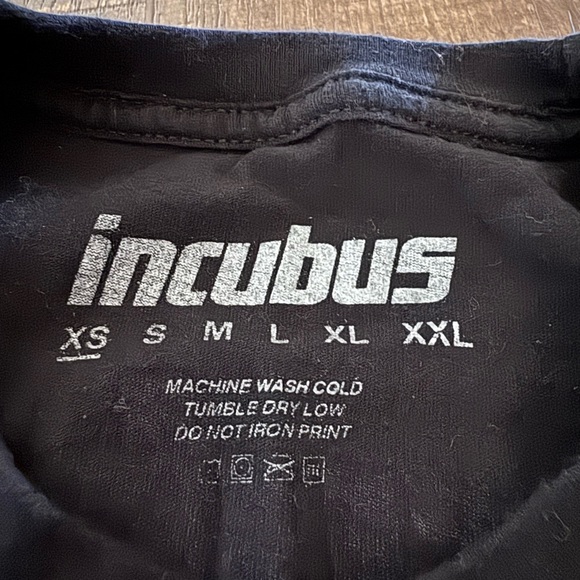 incubus
XS S M L XL XXL
MACHINE WASH COLD
TUMBLE DRY LOW
DO NOT IRON PRINT